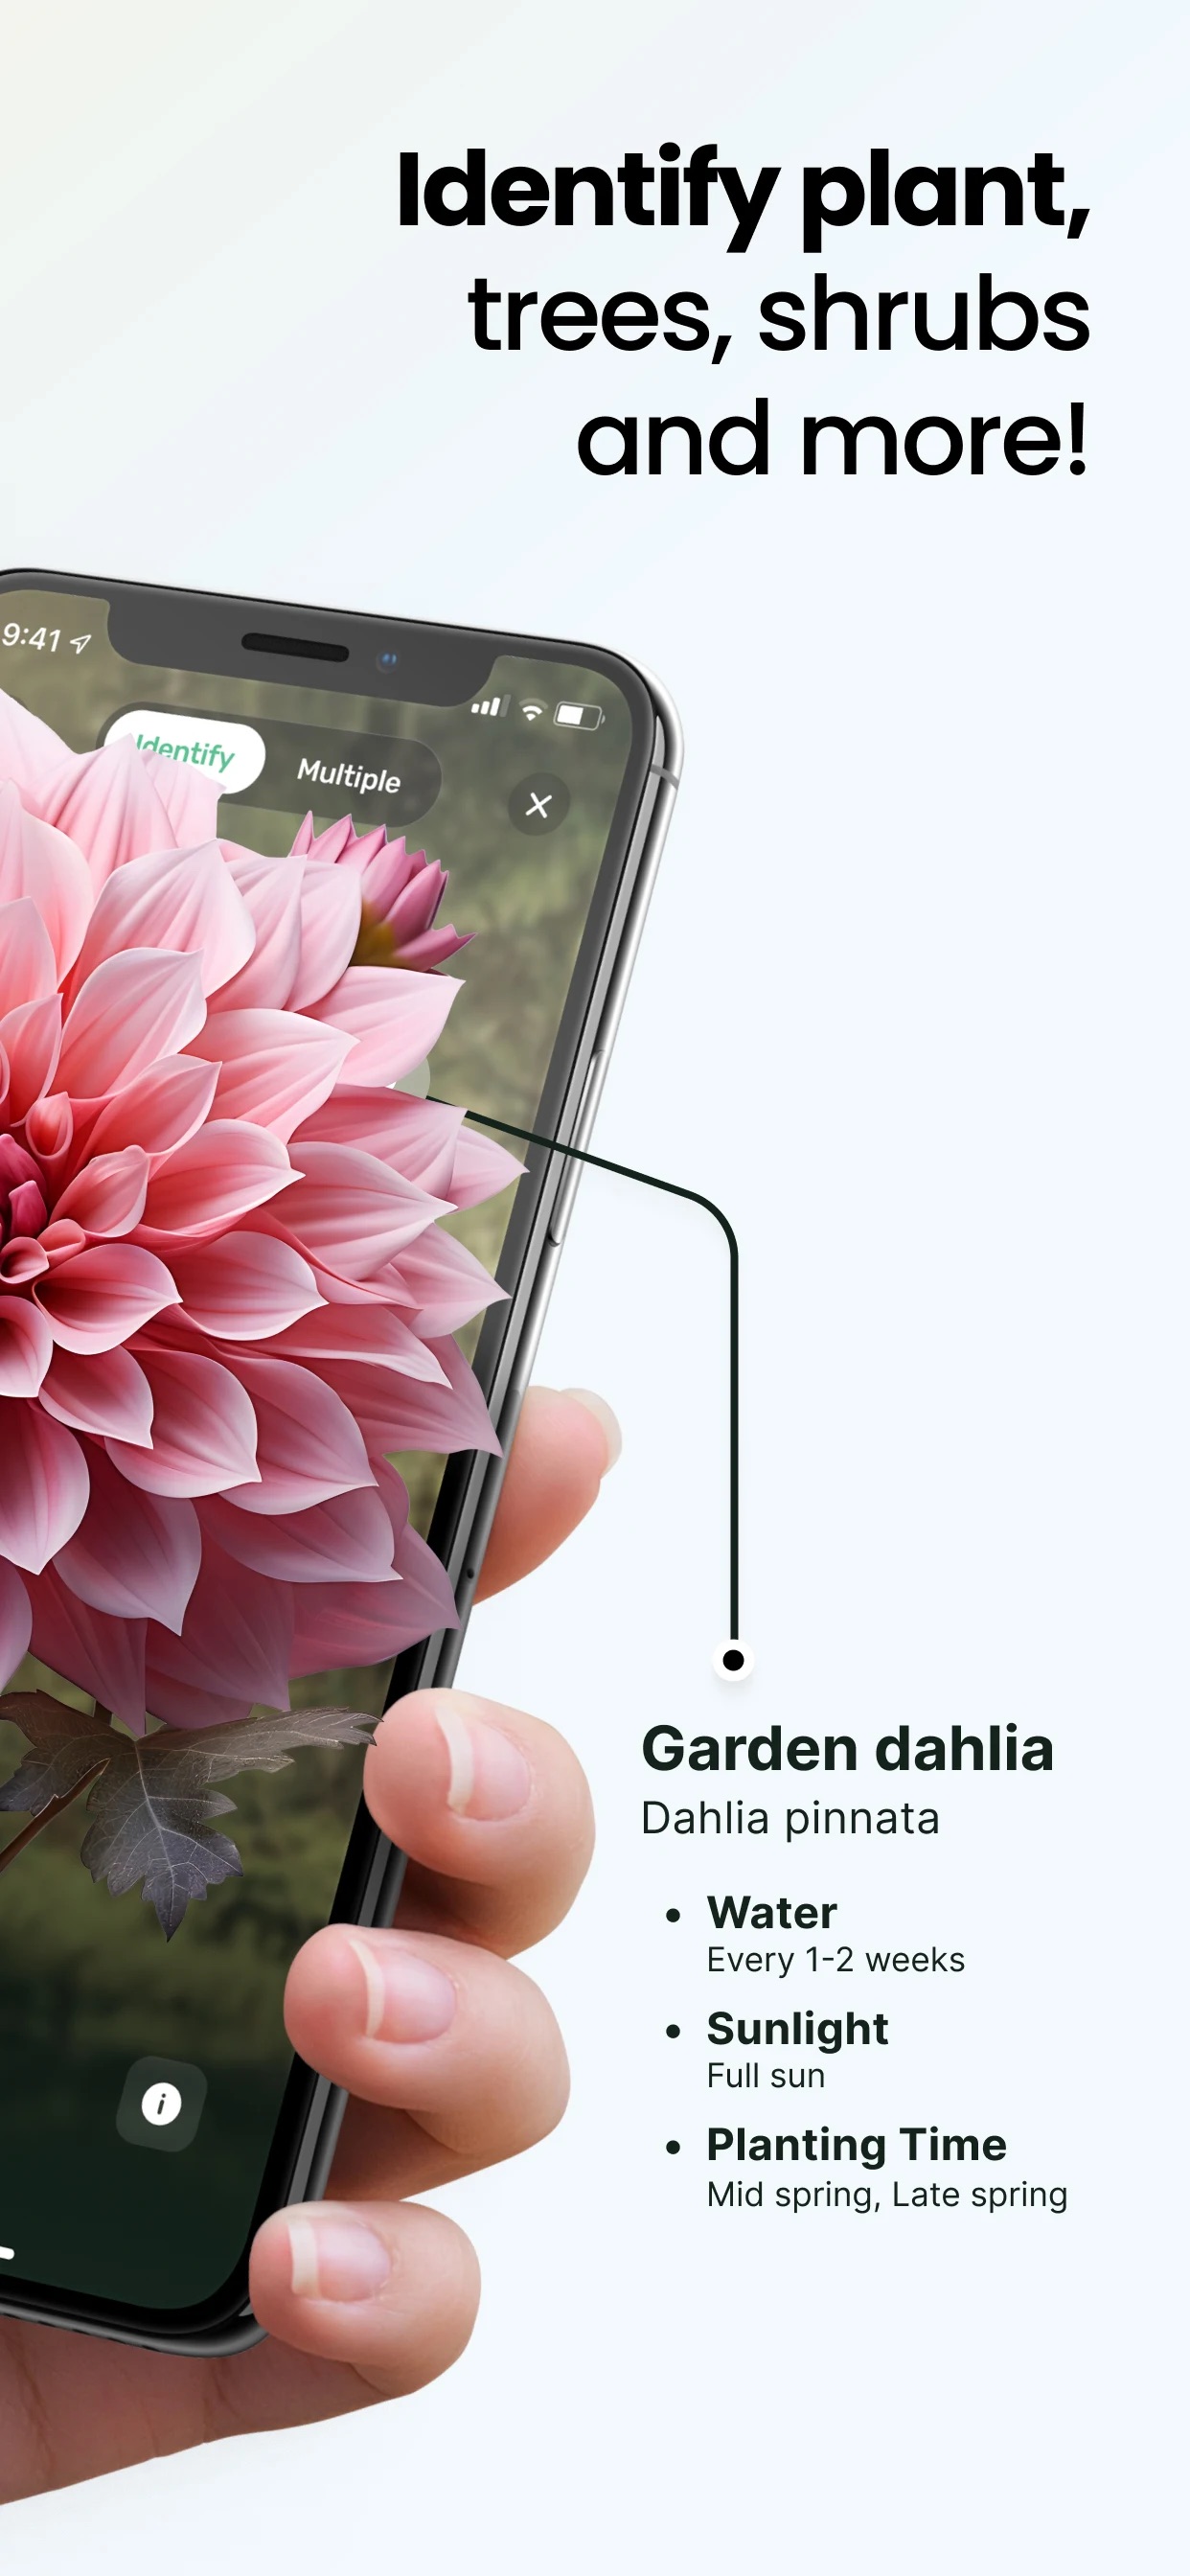 Identify plant,
trees, shrubs
and more!
9:41
Identify
Multiple
Garden dahlia
Dahlia pinnata
• Water
Every 1-2 weeks
• Sunlight
Full sun
• Planting Time
Mid spring, Late spring